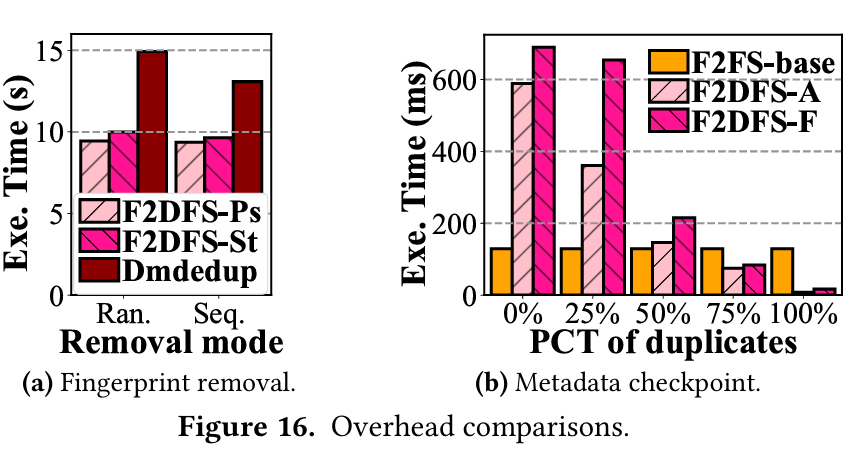 15
10
5
0
Exe. Time (s)
F2DFS-Ps
F2DFS-St
Dmdedup
Ran. Seq.
Removal mode
(a) Fingerprint removal.
600
400
200
0
Exe. Time (ms)
F2FS-base
F2DFS-A
F2DFS-F
0% 25% 50% 75% 100%
PCT of duplicates
(b) Metadata checkpoint.
Figure 16. Overhead comparisons.